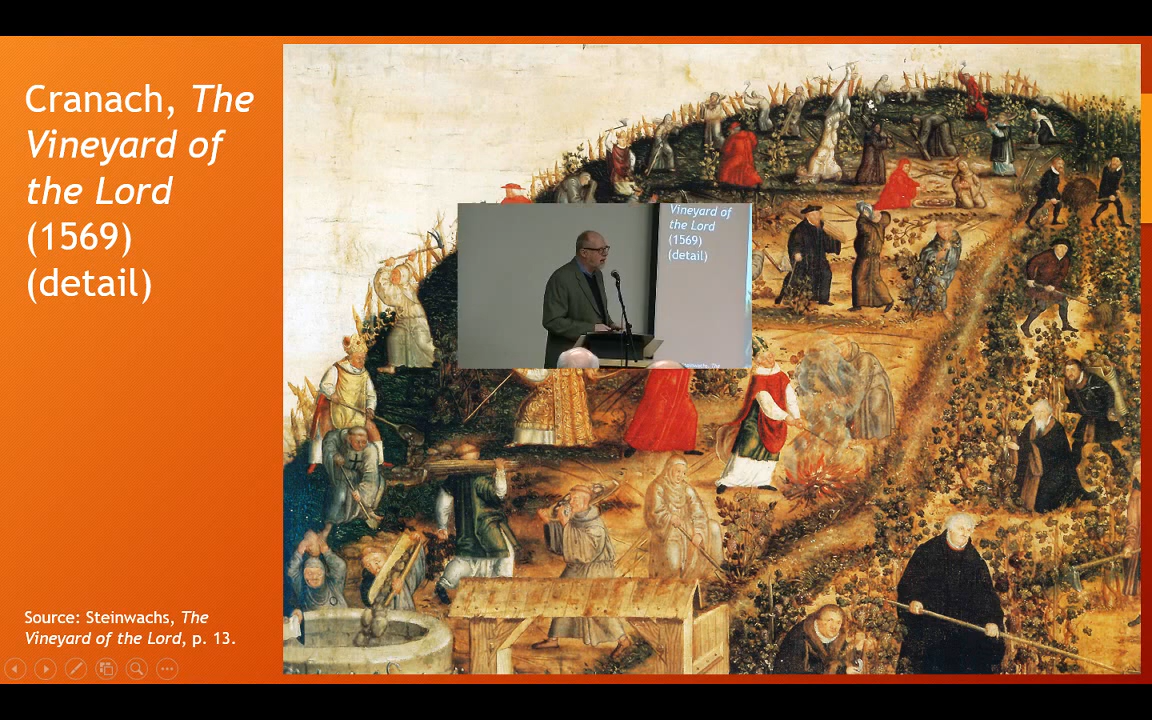 Cranach, The
Vineyard of
the Lord
(1569)
(detail)
Vineyard of
the Lord
(1569)
(detail)
Source: Steinwachs, The
Vineyard of the Lord, p. 13.